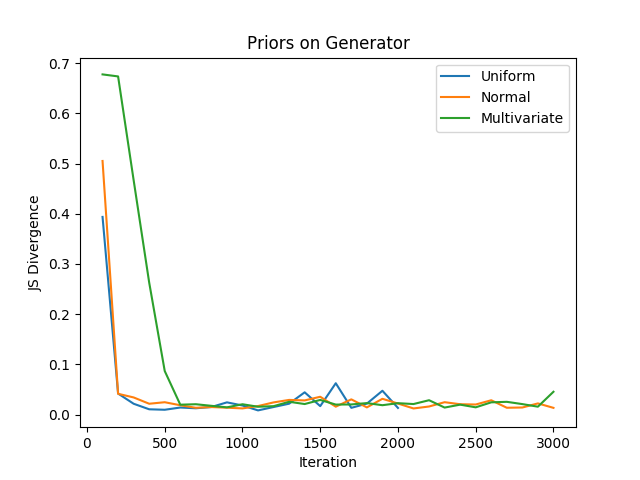 Priors on Generator
JS Divergence
0.7
0.6
0.5
0.4
0.3
0.2
0.1
0.0
Uniform
Normal
Multivariate
0 500 1000 1500 2000 2500 3000
Iteration